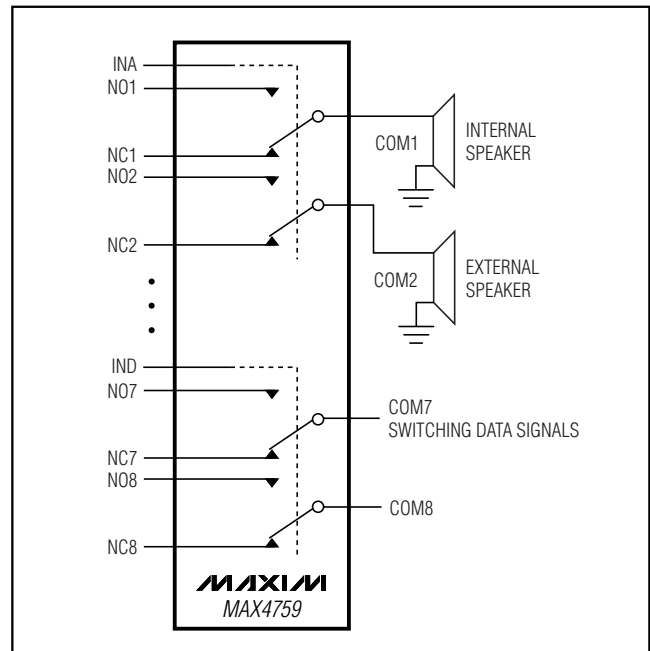 INA
NO1
COM1
INTERNAL
SPEAKER
NC1
NO2
NC2
COM2
EXTERNAL
SPEAKER
IND
NO7
COM7
SWITCHING DATA SIGNALS
NC7
NO8
COM8
NC8
MAXIM
MAX4759